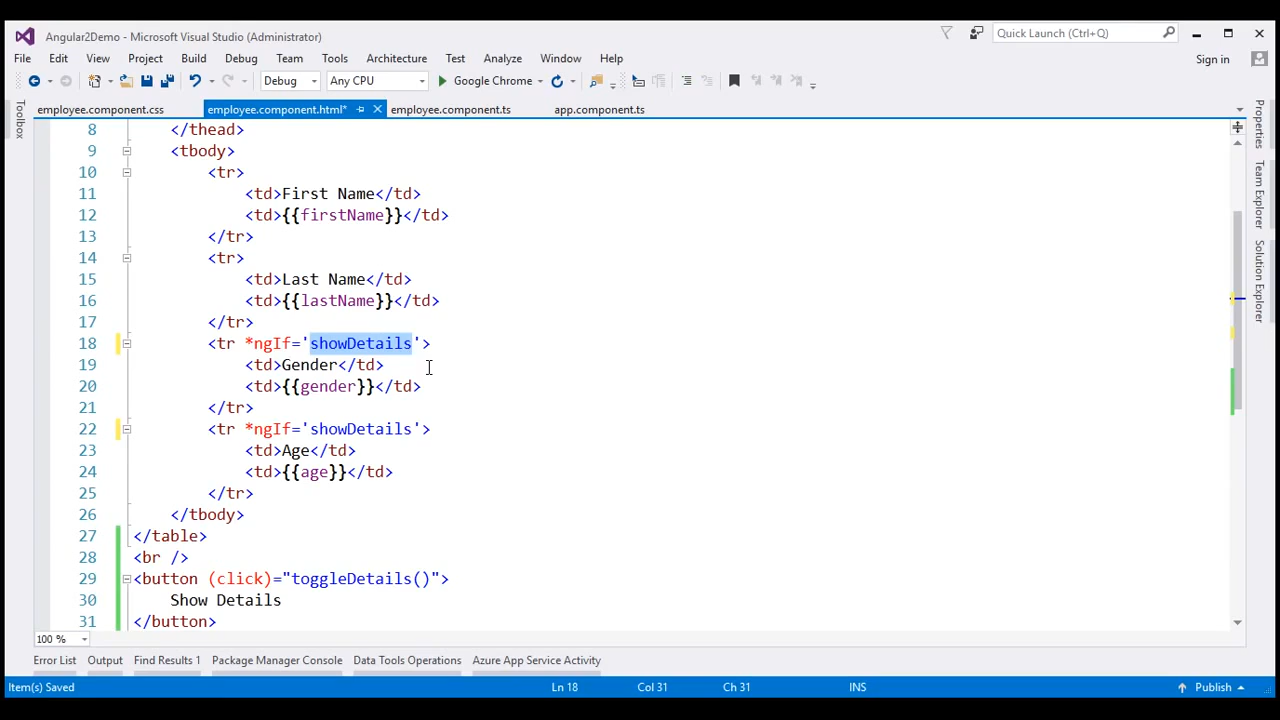 Angular2Demo - Microsoft Visual Studio (Administrator)
Quick Launch (Ctrl+Q)
File Edit View Project Build Debug Team Tools Architecture Test Analyze Window Help
Sign in
Debug Any CPU Google Chrome
employee.component.css employee.component.html* employee.component.ts app.component.ts
Toolbox
Properties
Team Explorer
Solution Explorer
8 </thead>
9 <tbody>
10 <tr>
11 <td>First Name</td>
12 <td>{{firstName}}</td>
13 </tr>
14 <tr>
15 <td>Last Name</td>
16 <td>{{lastName}}</td>
17 </tr>
18 <tr *ngIf='showDetails'>
19 <td>Gender</td>
20 <td>{{gender}}</td>
21 </tr>
22 <tr *ngIf='showDetails'>
23 <td>Age</td>
24 <td>{{age}}</td>
25 </tr>
26 </tbody>
27 </table>
28 <br />
29 <button (click)="toggleDetails()">
30 Show Details
31 </button>
100 %
Error List Output Find Results 1 Package Manager Console Data Tools Operations Azure App Service Activity
Item(s) Saved Ln 18 Col 31 Ch 31 INS Publish